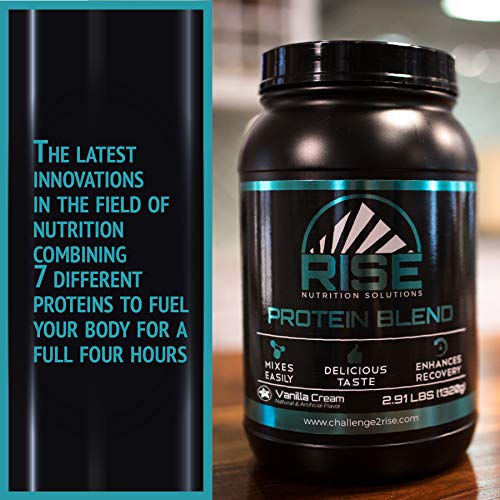 THE LATEST
INNOVATIONS
IN THE FIELD OF
NUTRITION
COMBINING
7 DIFFERENT
PROTEINS TO FUEL
YOUR BODY FOR A
FULL FOUR HOURS
RISE
NUTRITION SOLUTIONS
PROTEIN BLEND
MIXES EASILY
DELICIOUS TASTE
ENHANCES RECOVERY
Vanilla Cream
Natural & Artificial Flavor
2.91 LBS (1320g)
www.challenge2rise.com